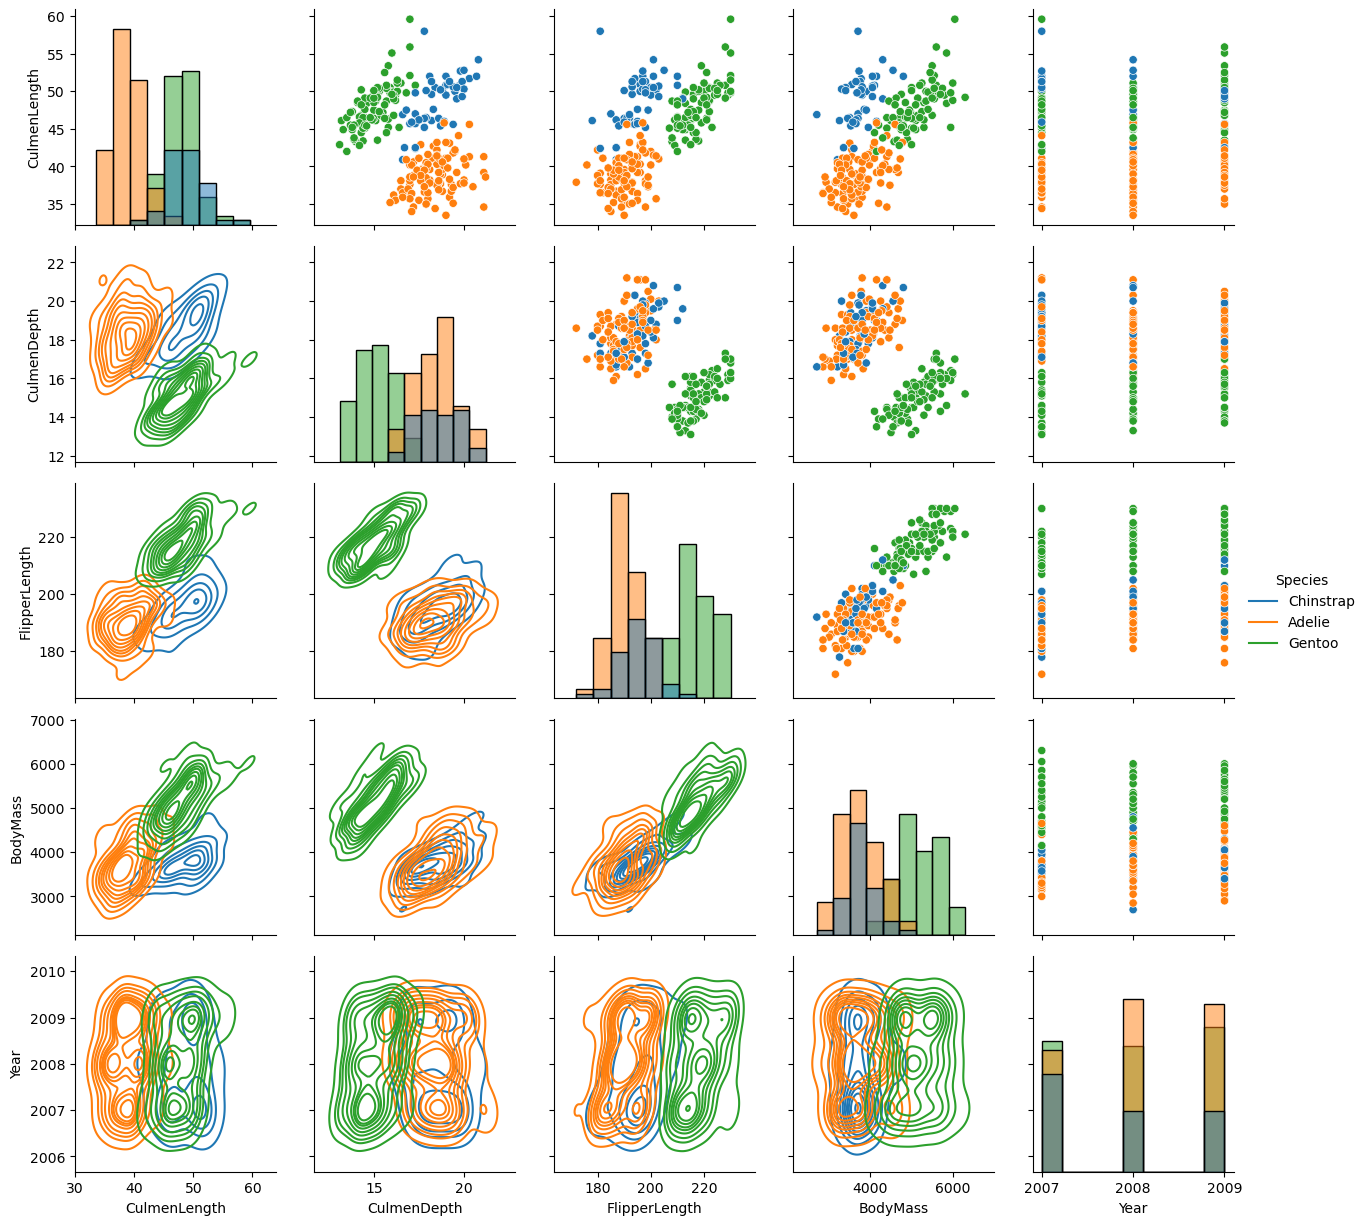 60
55
50
45
40
35
CulmenLength
22
20
18
16
14
12
CulmenDepth
220
200
180
FlipperLength
Species
Chinstrap
Adelie
Gentoo
7000
6000
5000
4000
3000
BodyMass
2010
2009
2008
2007
2006
Year
30 40 50 60
15 20
180 200 220
4000 6000
2007 2008 2009
CulmenLength
CulmenDepth
FlipperLength
BodyMass
Year